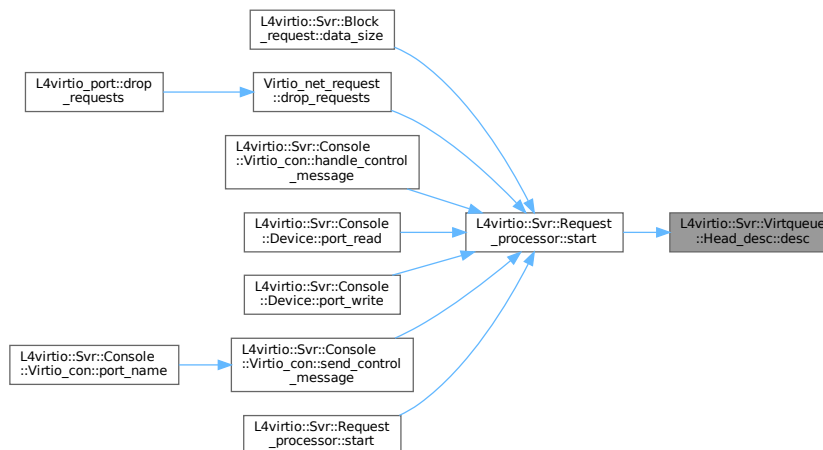 L4virtio::Svr::Block
_request::data_size
L4virtio_port::drop
_requests
Virtio_net_request
::drop_requests
L4virtio::Svr::Console
::Virtio_con::handle_control
_message
L4virtio::Svr::Console
::Device::port_read
L4virtio::Svr::Request
_processor::start
L4virtio::Svr::Virtqueue
::Head_desc::desc
L4virtio::Svr::Console
::Device::port_write
L4virtio::Svr::Console
::Virtio_con::port_name
L4virtio::Svr::Console
::Virtio_con::send_control
_message
L4virtio::Svr::Request
_processor::start